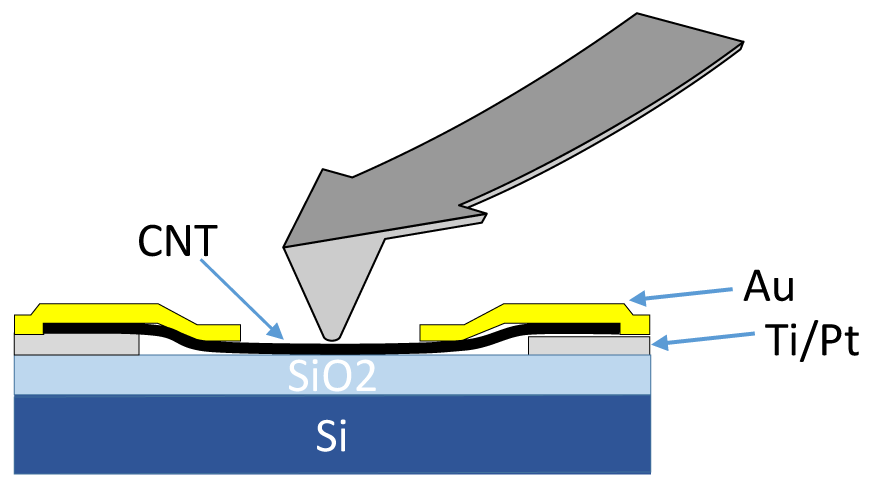 CNT
Au
Ti/Pt
SiO2
Si